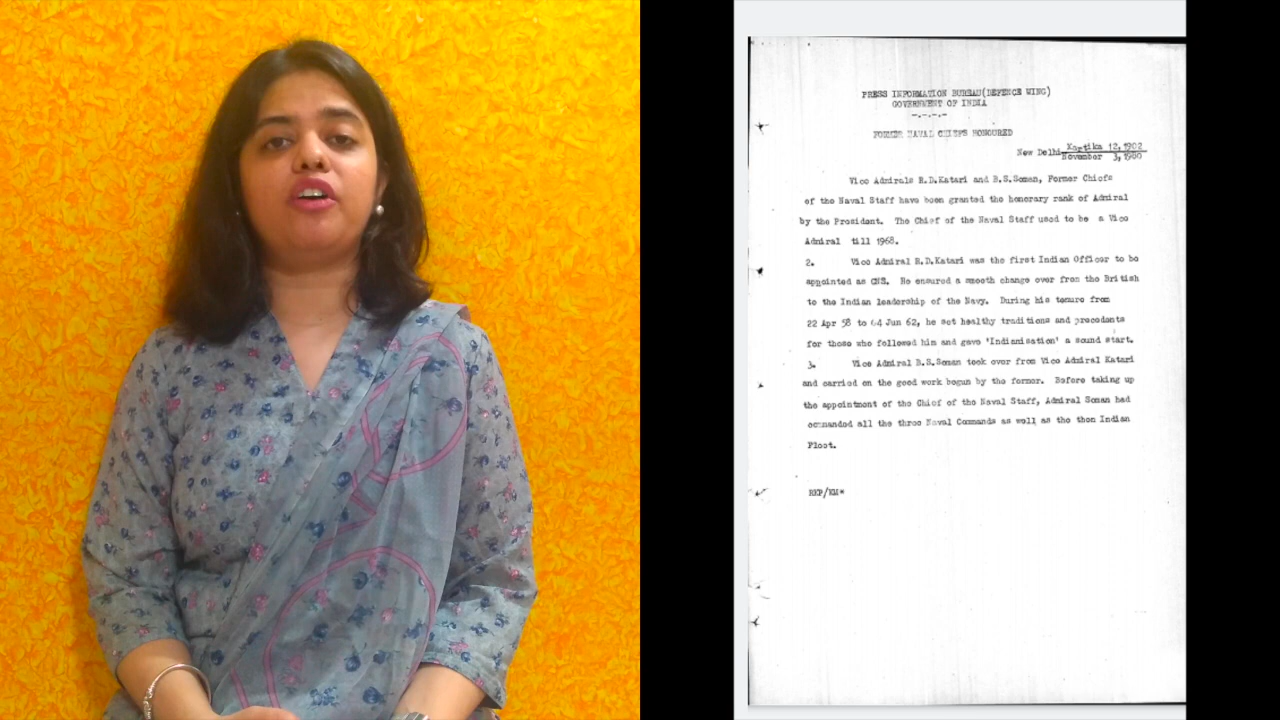 PRESS INFORMATION BUREAU(DEFENCE WING)
GOVERNMENT OF INDIA
-.-.-.-
FORMER NAVAL CHIEFS HONOURED
New Delhi Kartika 12,1902
November 3,1980
Vice Admirals R.D.Katari and B.S.Soman, Former Chiefs
of the Naval Staff have been granted the honorary rank of Admiral
by the President. The Chief of the Naval Staff used to be a Vice
Admiral till 1968.
2. Vice Admiral R.D.Katari was the first Indian Officer to be
appointed as CNS. He ensured a smooth change over from the British
to the Indian leadership of the Navy. During his tenure from
22 Apr 58 to 04 Jun 62, he set healthy traditions and precedents
for those who followed him and gave 'Indianisation' a sound start.
3. Vice Admiral B.S.Soman took over from Vice Admiral Katari
and carried on the good work begun by the former. Before taking up
the appointment of the Chief of the Naval Staff, Admiral Soman had
commanded all the three Naval Commands as well as the then Indian
Fleet.
REP/KM*